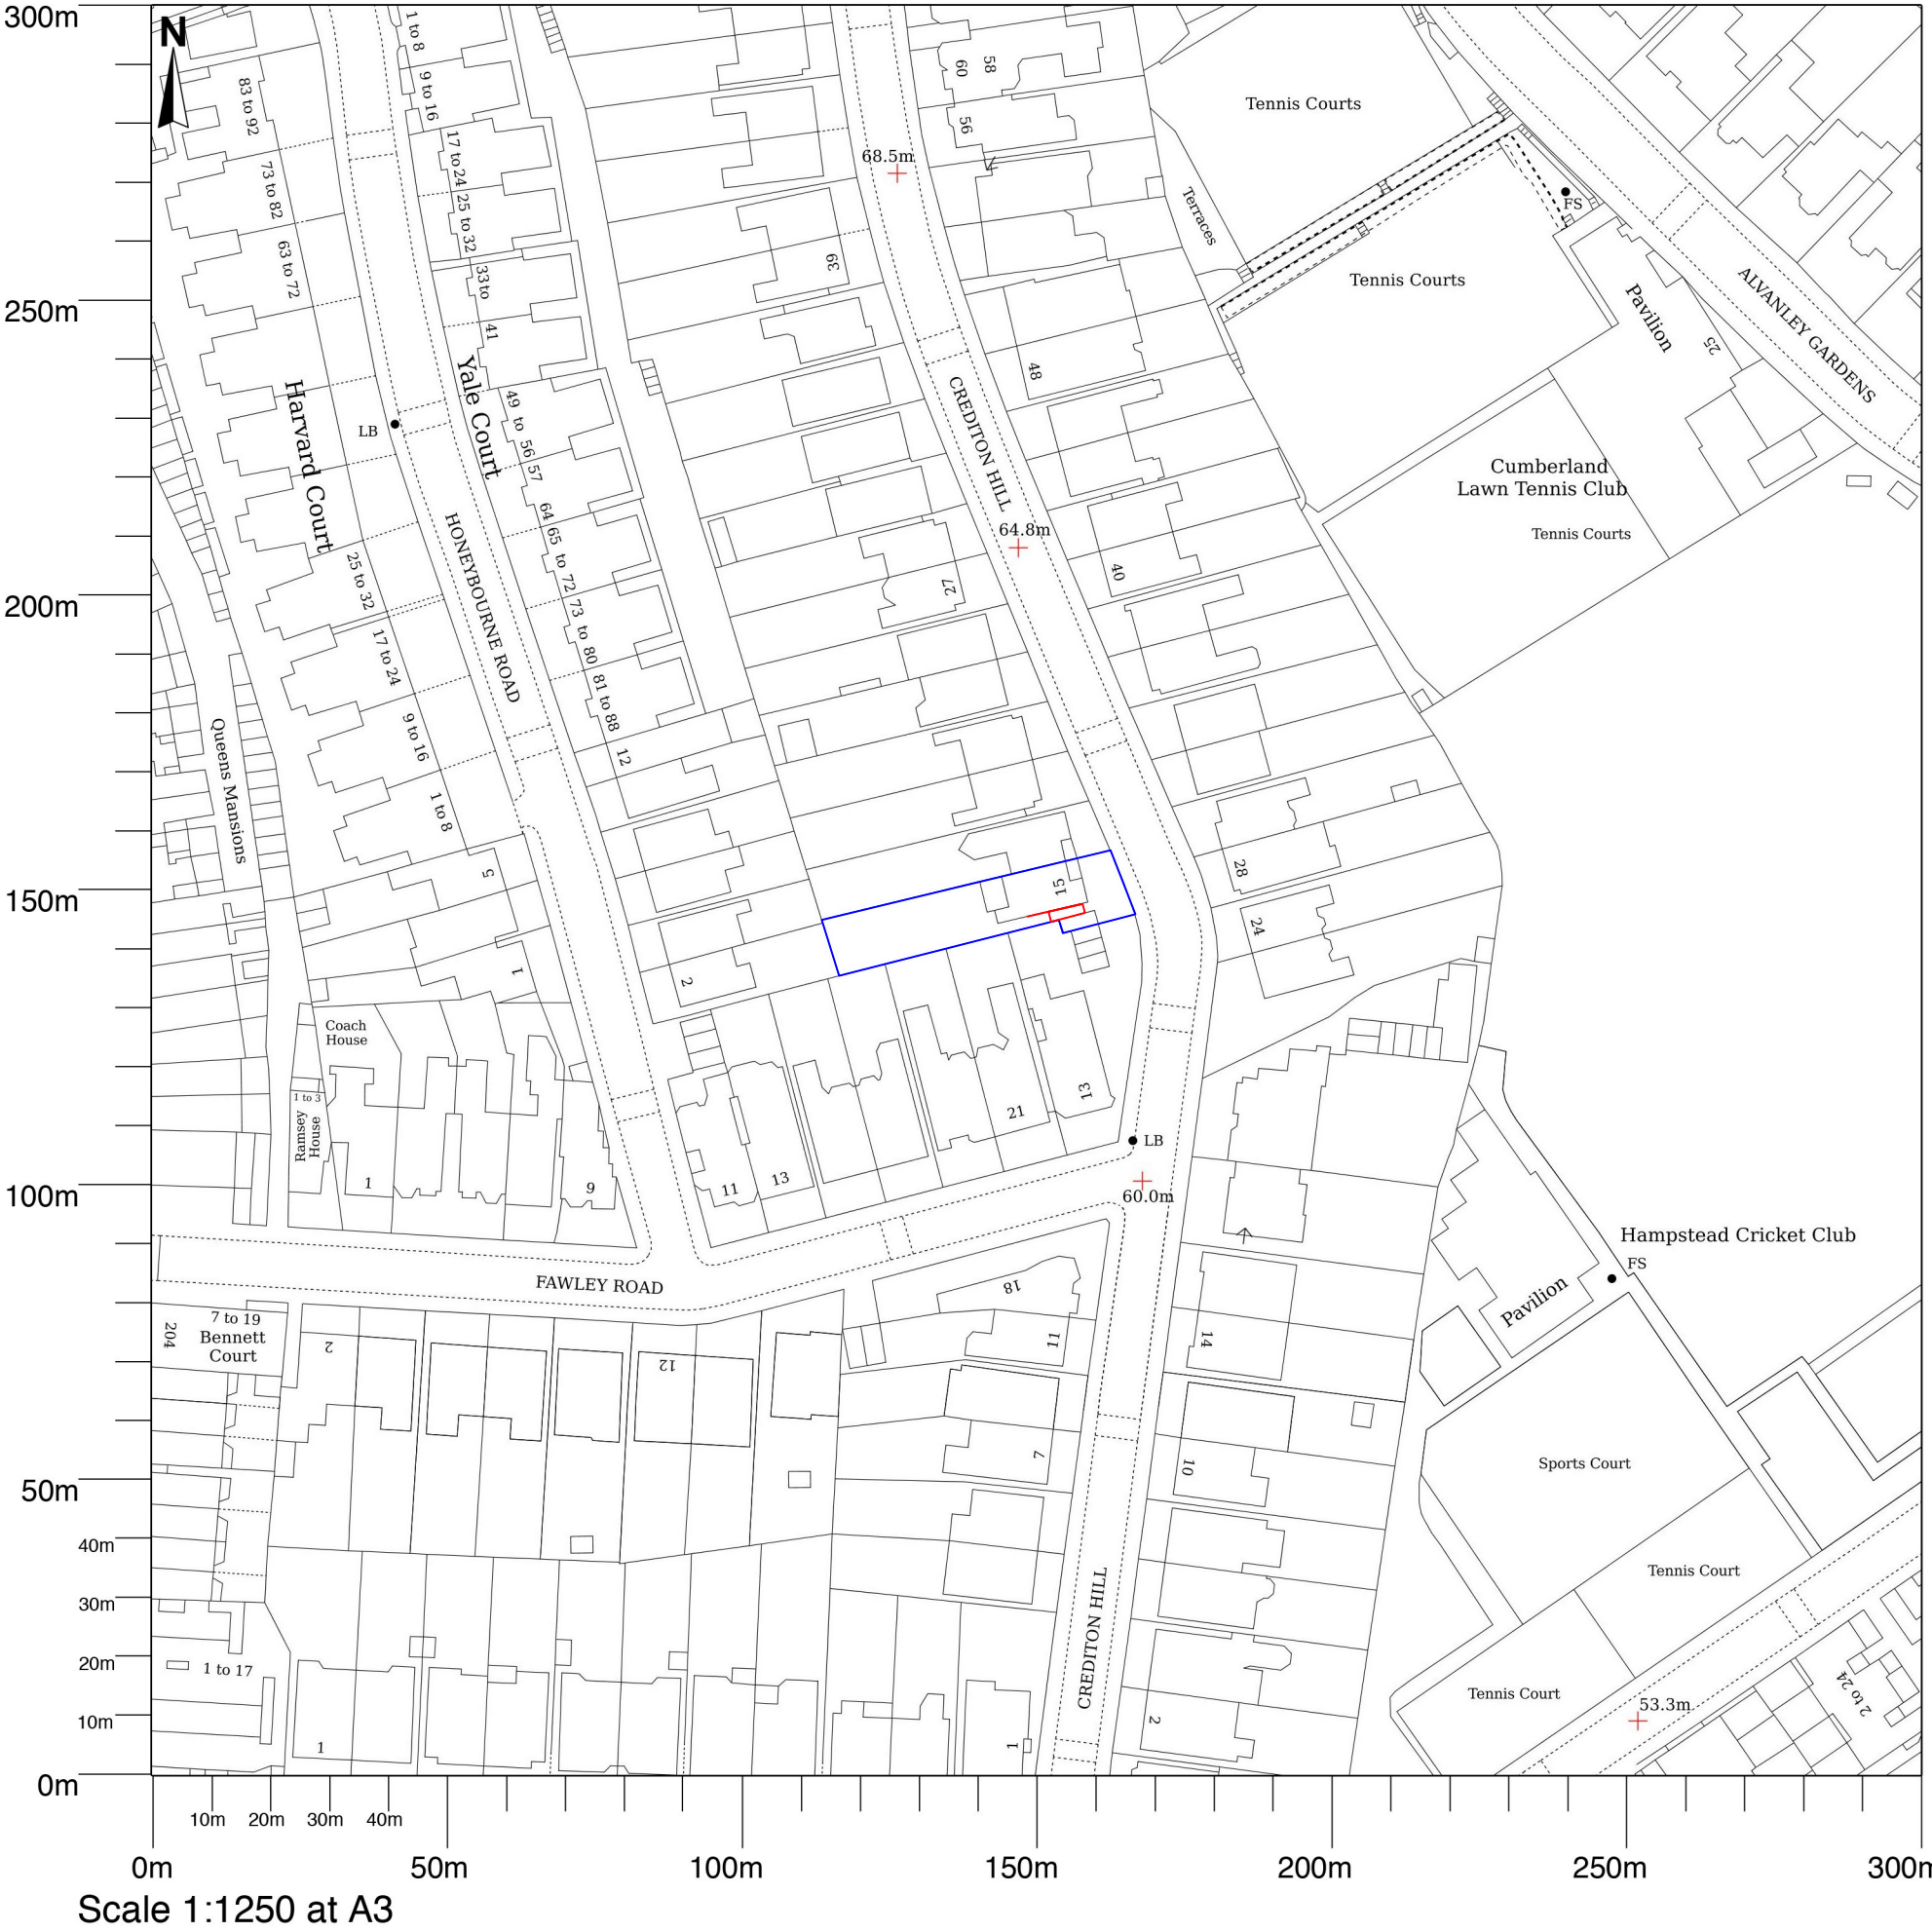 300m
N
1 to 8
9 to 16
83 to 92
17 to 24
73 to 82
25 to 32
63 to 72
33 to
41
250m
Harvard Court
Yale Court
LB
49 to 56
57
64
65 to 72
HONEYBOURNE ROAD
25 to 32
73 to 80
200m
17 to 24
81 to 88
9 to 16
12
1 to 8
Queens Mansions
5
1
2
150m
60
58
56
68.5m
39
48
CREDITON HILL
64.8m
40
27
28
15
24
Tennis Courts
Terraces
FS
Tennis Courts
Pavilion
25
ALVANLEY GARDENS
Cumberland
Lawn Tennis Club
Tennis Courts
Coach
House
1 to 3
Ramsey
House
1
9
11
13
21
13
LB
60.0m
100m
FAWLEY ROAD
204
7 to 19
Bennett
Court
2
12
18
11
14
7
10
Hampstead Cricket Club
FS
Pavilion
Sports Court
50m
40m
Tennis Court
30m
CREDITON HILL
20m
1 to 17
Tennis Court
2 to 24
53.3m
10m
1
1
2
0m
10m
20m
30m
40m
0m
50m
100m
150m
200m
250m
300m
Scale 1:1250 at A3